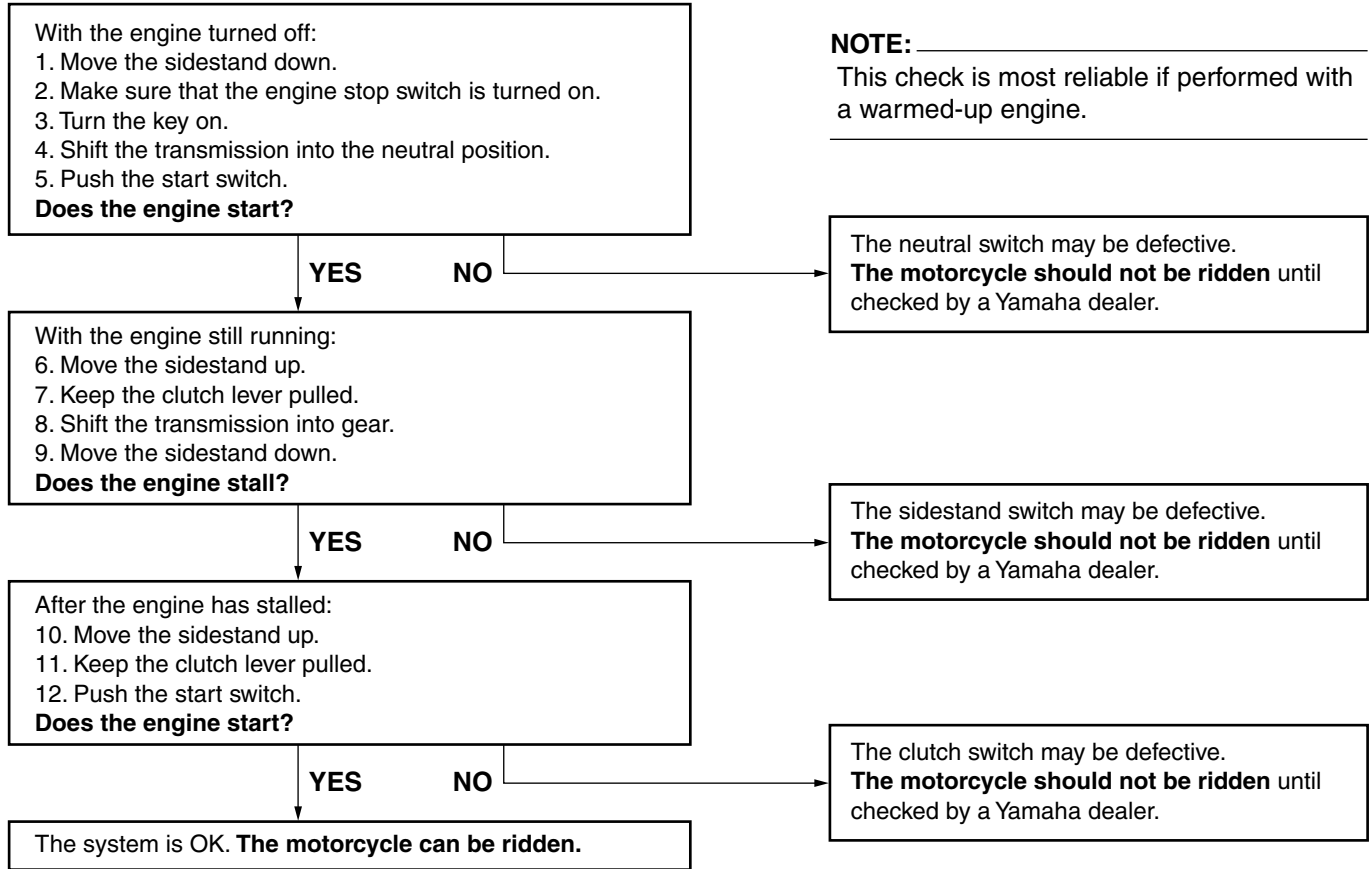 With the engine turned off:
1. Move the sidestand down.
2. Make sure that the engine stop switch is turned on.
3. Turn the key on.
4. Shift the transmission into the neutral position.
5. Push the start switch.
Does the engine start?
NOTE:
This check is most reliable if performed with
a warmed-up engine.
YES NO
The neutral switch may be defective.
The motorcycle should not be ridden until
checked by a Yamaha dealer.
With the engine still running:
6. Move the sidestand up.
7. Keep the clutch lever pulled.
8. Shift the transmission into gear.
9. Move the sidestand down.
Does the engine stall?
YES NO
The sidestand switch may be defective.
The motorcycle should not be ridden until
checked by a Yamaha dealer.
After the engine has stalled:
10. Move the sidestand up.
11. Keep the clutch lever pulled.
12. Push the start switch.
Does the engine start?
YES NO
The clutch switch may be defective.
The motorcycle should not be ridden until
checked by a Yamaha dealer.
The system is OK. The motorcycle can be ridden.